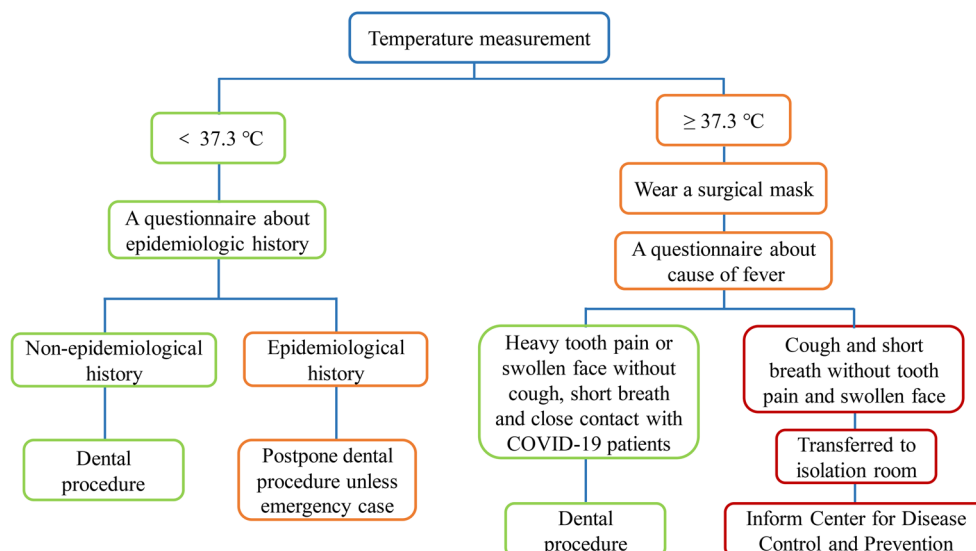 Temperature measurement
< 37.3 ℃
≥ 37.3 ℃
Wear a surgical mask
A questionnaire about
epidemiologic history
A questionnaire about
cause of fever
Non-epidemiological
history
Epidemiological
history
Heavy tooth pain or
swollen face without
cough, short breath
and close contact with
COVID-19 patients
Cough and short
breath without tooth
pain and swollen face
Dental
procedure
Postpone dental
procedure unless
emergency case
Transferred to
isolation room
Dental
procedure
Inform Center for Disease
Control and Prevention